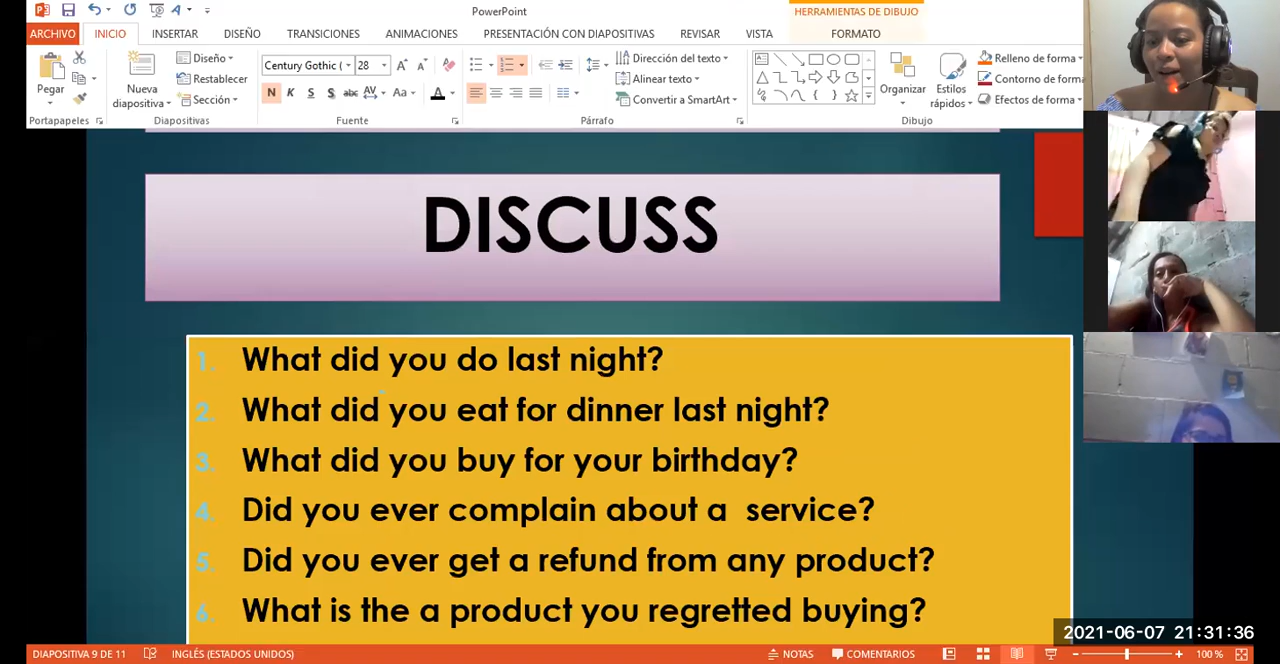 PowerPoint
HERRAMIENTAS DE DIBUJO
ARCHIVO INICIO INSERTAR DISEÑO TRANSICIONES ANIMACIONES PRESENTACIÓN CON DIAPOSITIVAS REVISAR VISTA FORMATO
Pegar
Nueva diapositiva
Diseño
Restablecer
Sección
Century Gothic ( 28
N K S S abc AV Aa A
Dirección del texto
Alinear texto
Convertir a SmartArt
Organizar
Estilos rápidos
Relleno de forma
Contorno de forma
Efectos de forma
Portapapeles Diapositivas Fuente Párrafo Dibujo
DISCUSS
1. What did you do last night?
2. What did you eat for dinner last night?
3. What did you buy for your birthday?
4. Did you ever complain about a service?
5. Did you ever get a refund from any product?
6. What is the a product you regretted buying?
2021-06-07 21:31:36
DIAPOSITIVA 9 DE 11 INGLÉS (ESTADOS UNIDOS) NOTAS COMENTARIOS 100 %